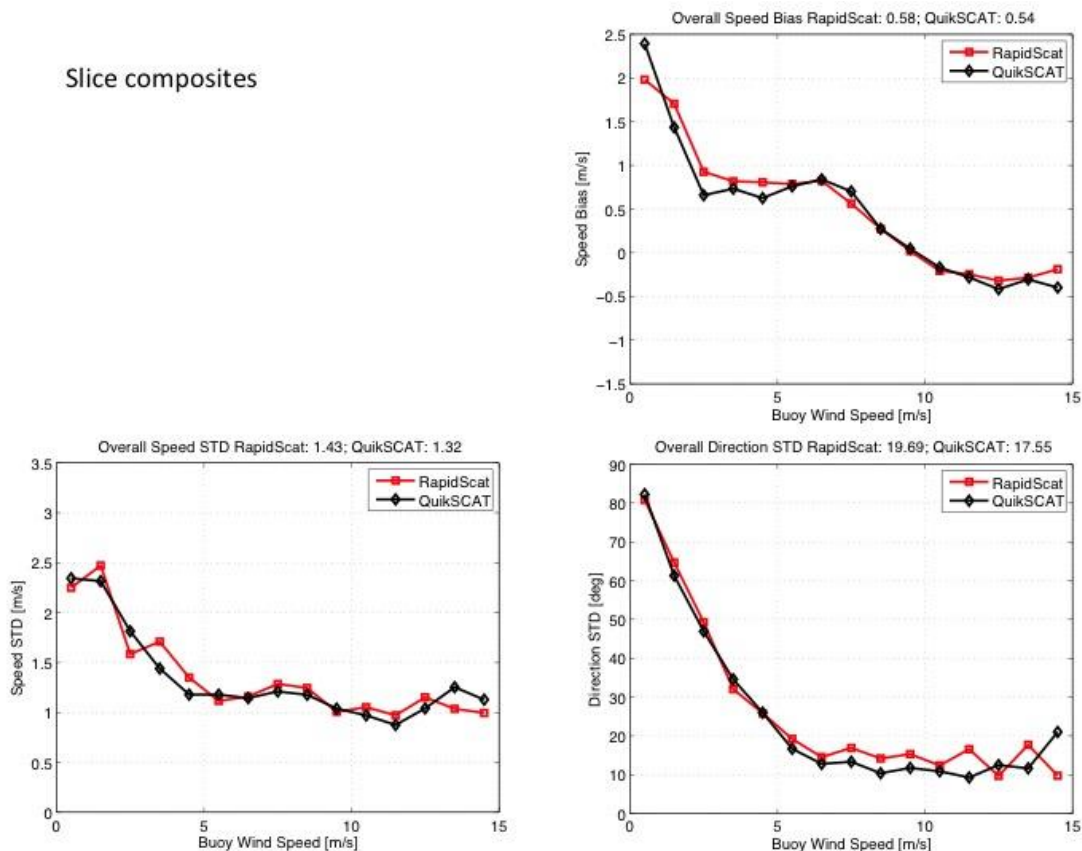 Slice composites
Overall Speed Bias RapidScat: 0.58; QuikSCAT: 0.54
2.5
2
1.5
1
0.5
0
−0.5
−1
−1.5
Speed Bias [m/s]
RapidScat
QuikSCAT
0 5 10 15
Buoy Wind Speed [m/s]
Overall Speed STD RapidScat: 1.43; QuikSCAT: 1.32
3.5
3
2.5
2
1.5
1
0.5
0
Speed STD [m/s]
RapidScat
QuikSCAT
0 5 10 15
Buoy Wind Speed [m/s]
Overall Direction STD RapidScat: 19.69; QuikSCAT: 17.55
90
80
70
60
50
40
30
20
10
0
Direction STD [deg]
RapidScat
QuikSCAT
0 5 10 15
Buoy Wind Speed [m/s]